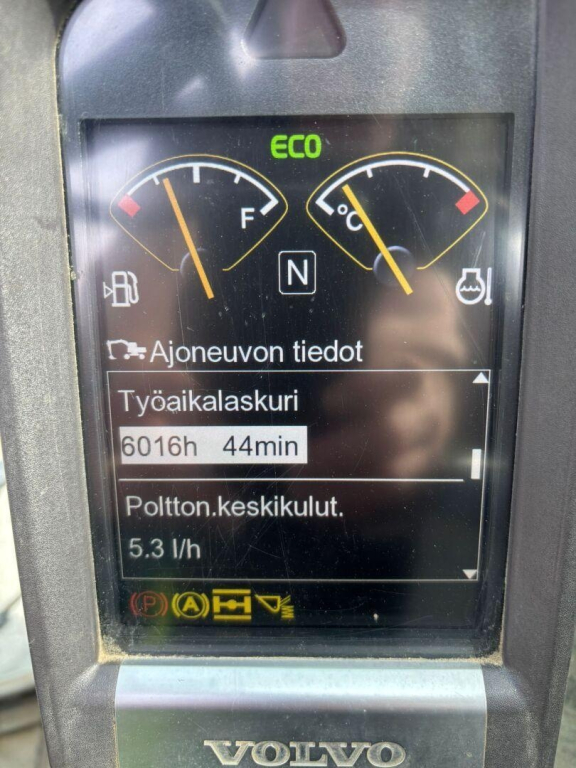 ECO
F
°C
N
Ajoneuvon tiedot
Työaikalaskuri
6016h 44min
Poltton.keskikulut.
5.3 l/h
(P) (A)
VOLVO